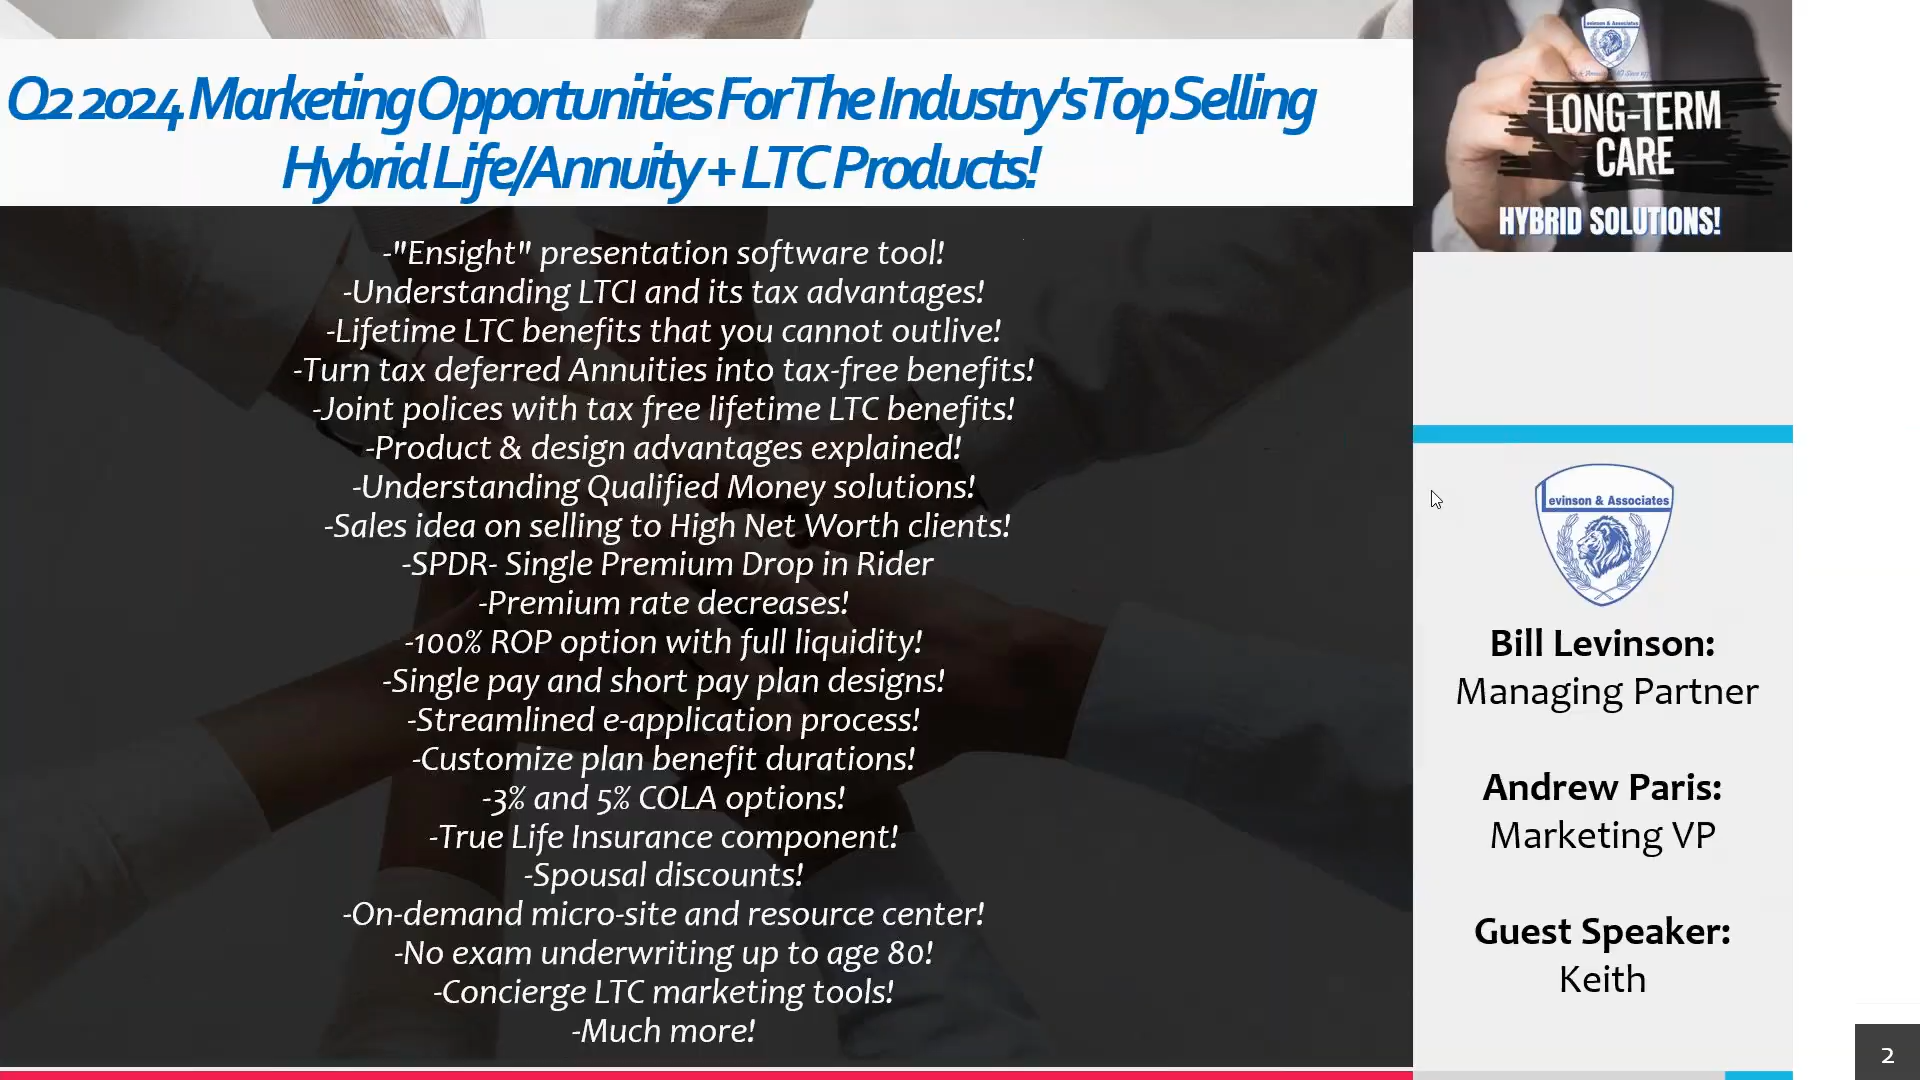 Q2 2024 Marketing Opportunities For The Industry's Top Selling
Hybrid Life/Annuity + LTC Products!
-"Ensight" presentation software tool!
-Understanding LTCI and its tax advantages!
-Lifetime LTC benefits that you cannot outlive!
-Turn tax deferred Annuities into tax-free benefits!
-Joint polices with tax free lifetime LTC benefits!
-Product & design advantages explained!
-Understanding Qualified Money solutions!
-Sales idea on selling to High Net Worth clients!
-SPDR- Single Premium Drop in Rider
-Premium rate decreases!
-100% ROP option with full liquidity!
-Single pay and short pay plan designs!
-Streamlined e-application process!
-Customize plan benefit durations!
-3% and 5% COLA options!
-True Life Insurance component!
-Spousal discounts!
-On-demand micro-site and resource center!
-No exam underwriting up to age 80!
-Concierge LTC marketing tools!
-Much more!
Levinson & Associates
LONG-TERM
CARE
HYBRID SOLUTIONS!
Levinson & Associates
Bill Levinson:
Managing Partner
Andrew Paris:
Marketing VP
Guest Speaker:
Keith
2